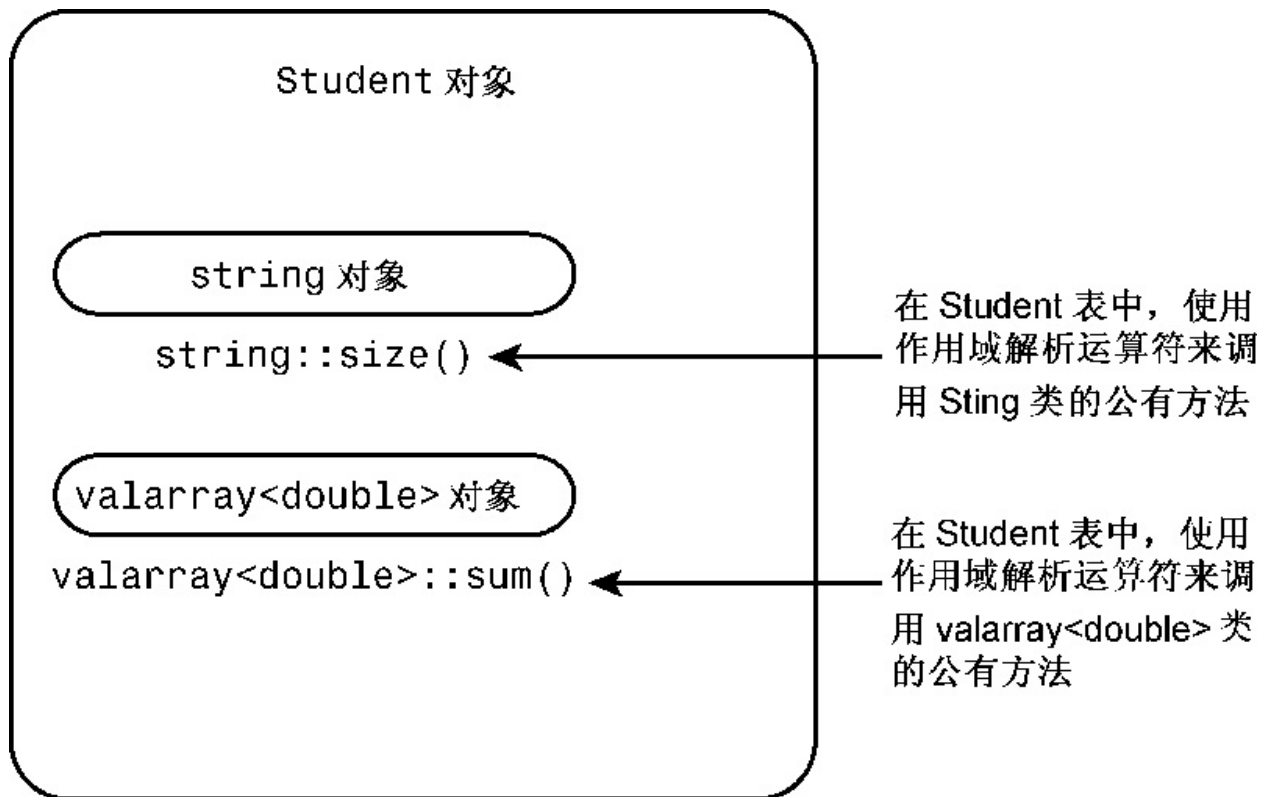 Student 对象
string 对象
string::size()
在 Student 表中，使用
作用域解析运算符来调
用 Sting 类的公有方法
valarray<double> 对象
valarray<double>::sum()
在 Student 表中，使用
作用域解析运算符来调
用 valarray<double> 类
的公有方法